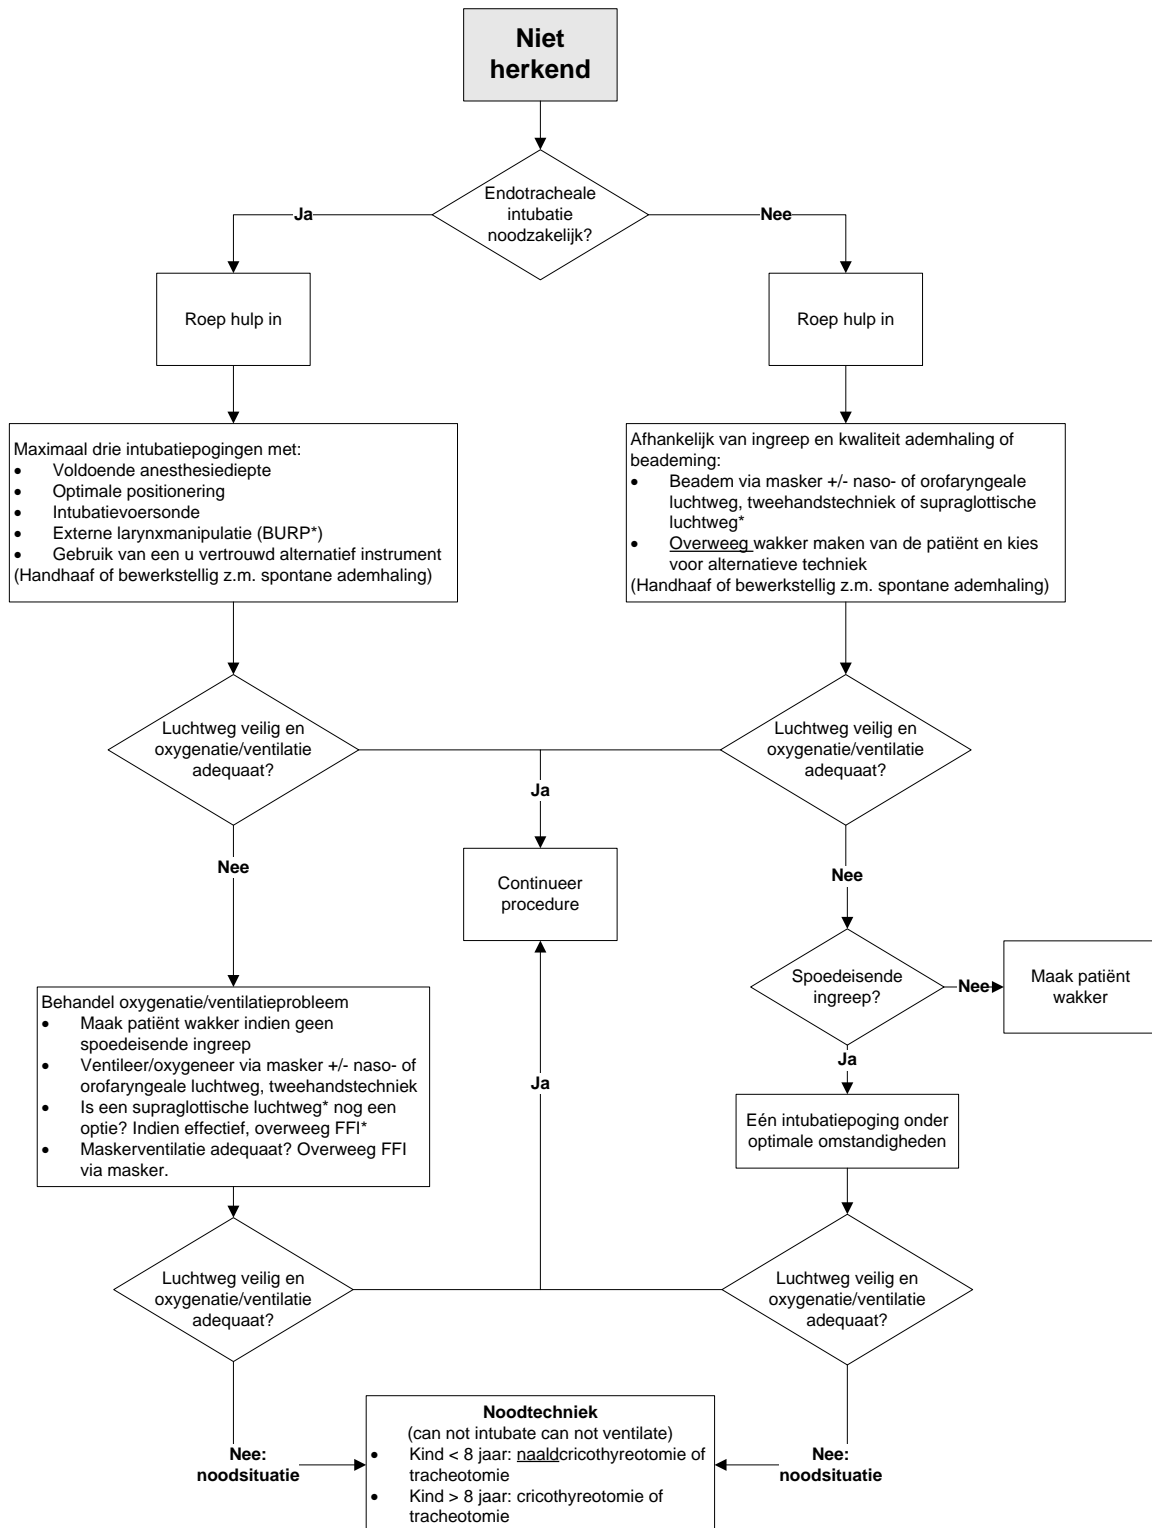 Niet
herkend
Endotracheale
intubatie
noodzakelijk?
Ja
Nee
Roep hulp in
Roep hulp in
Maximaal drie intubatiepogingen met:
• Voldoende anesthesiediepte
• Optimale positionering
• Intubatievoersonde
• Externe larynxmanipulatie (BURP*)
• Gebruik van een u vertrouwd alternatief instrument
(Handhaaf of bewerkstellig z.m. spontane ademhaling)
Afhankelijk van ingreep en kwaliteit ademhaling of
beademing:
• Beadem via masker +/- naso- of orofaryngeale
luchtweg, tweehandstechniek of supraglottische
luchtweg*
• Overweeg wakker maken van de patiënt en kies
voor alternatieve techniek
(Handhaaf of bewerkstellig z.m. spontane ademhaling)
Luchtweg veilig en
oxygenatie/ventilatie
adequaat?
Luchtweg veilig en
oxygenatie/ventilatie
adequaat?
Ja
Nee
Continueer
procedure
Nee
Spoedeisende
ingreep?
Nee
Maak patiënt
wakker
Behandel oxygenatie/ventilatieprobleem
• Maak patiënt wakker indien geen
spoedeisende ingreep
• Ventileer/oxygeneer via masker +/- naso- of
orofaryngeale luchtweg, tweehandstechniek
• Is een supraglottische luchtweg* nog een
optie? Indien effectief, overweeg FFI*
• Maskerventilatie adequaat? Overweeg FFI
via masker.
Ja
Ja
Eén intubatiepoging onder
optimale omstandigheden
Luchtweg veilig en
oxygenatie/ventilatie
adequaat?
Luchtweg veilig en
oxygenatie/ventilatie
adequaat?
Nee:
noodsituatie
Noodtechniek
(can not intubate can not ventilate)
• Kind < 8 jaar: naaldcricothyreotomie of
tracheotomie
• Kind > 8 jaar: cricothyreotomie of
tracheotomie
Nee:
noodsituatie